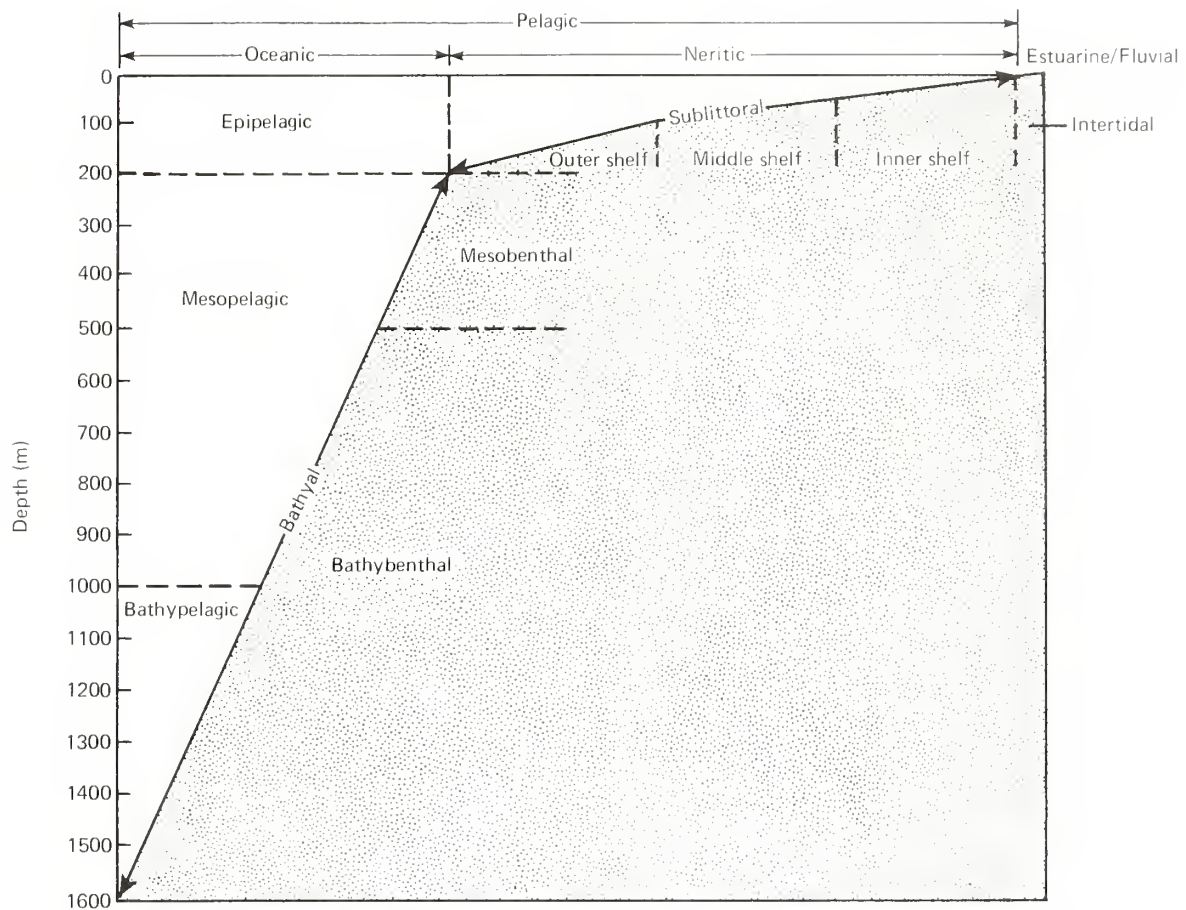 Pelagic
Oceanic
Neritic
Estuarine/Fluvial
0
100
200
300
400
500
600
700
800
900
1000
1100
1200
1300
1400
1500
1600
Depth (m)
Epipelagic
Sublittoral
Intertidal
Outer shelf
Middle shelf
Inner shelf
Mesobenthal
Mesopelagic
Bathyal
Bathybenthal
Bathypelagic